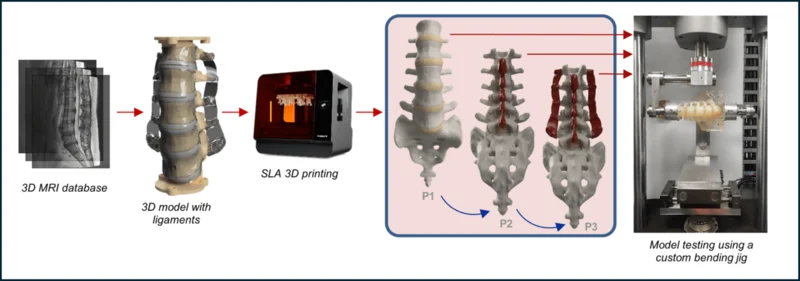 3D MRI database
3D model with
ligaments
SLA 3D printing
P1
P2
P3
Model testing using a
custom bending jig